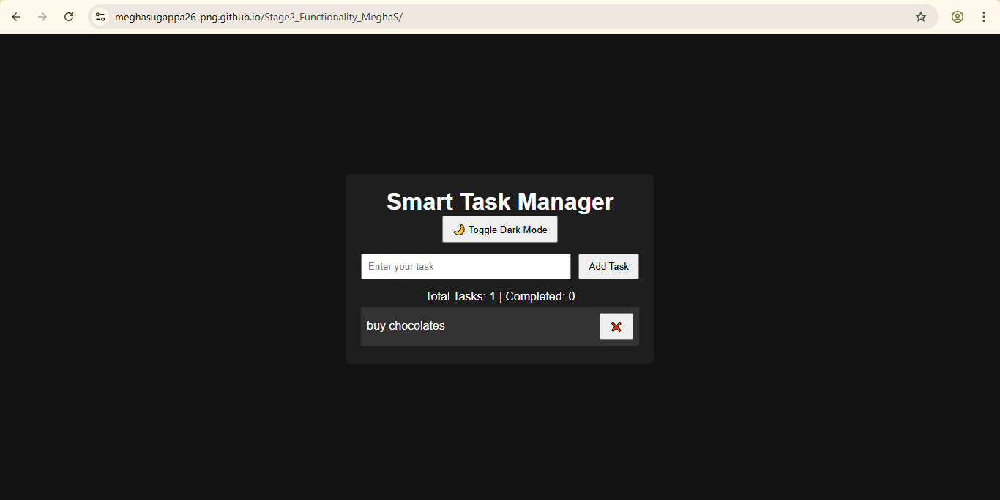 meghasugappa26-png.github.io/Stage2_Functionality_MeghaS/
Smart Task Manager
🌙 Toggle Dark Mode
Enter your task
Add Task
Total Tasks: 1 | Completed: 0
buy chocolates
❌